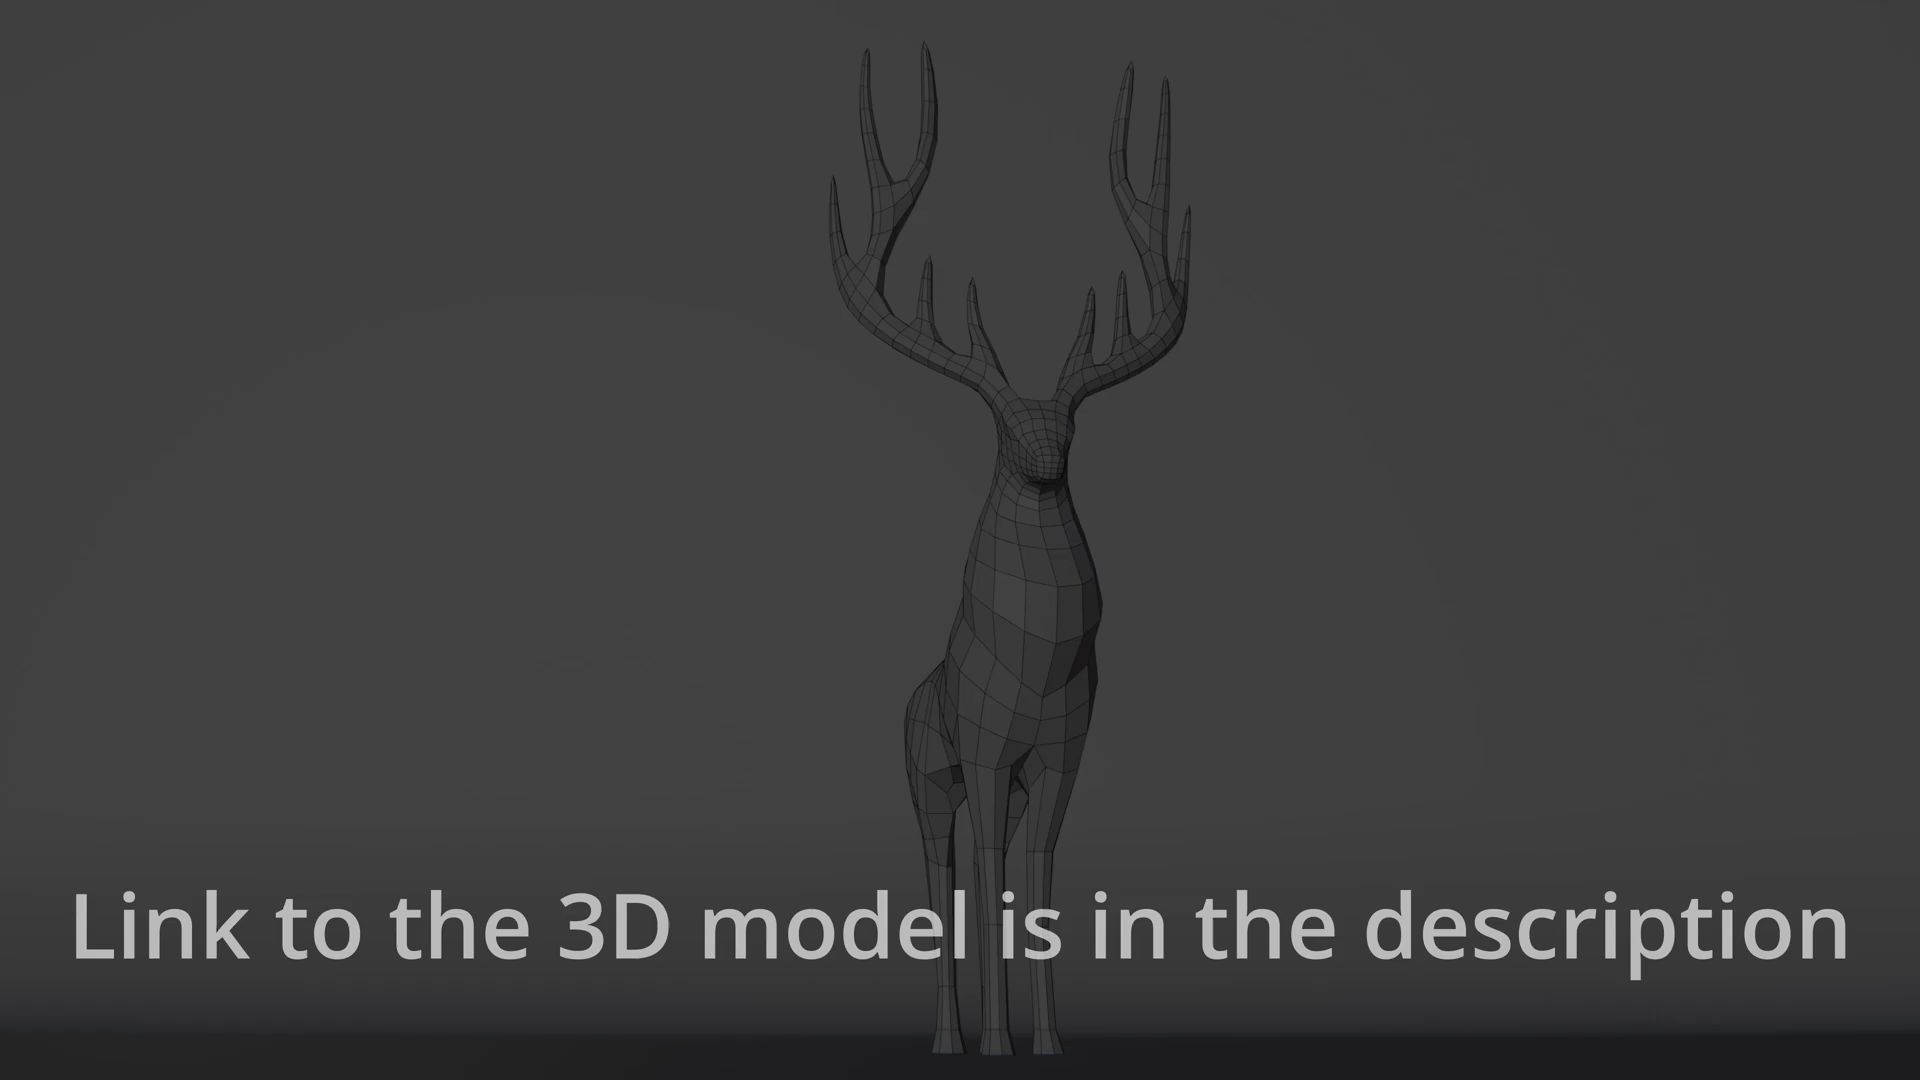 Link to the 3D model is in the description